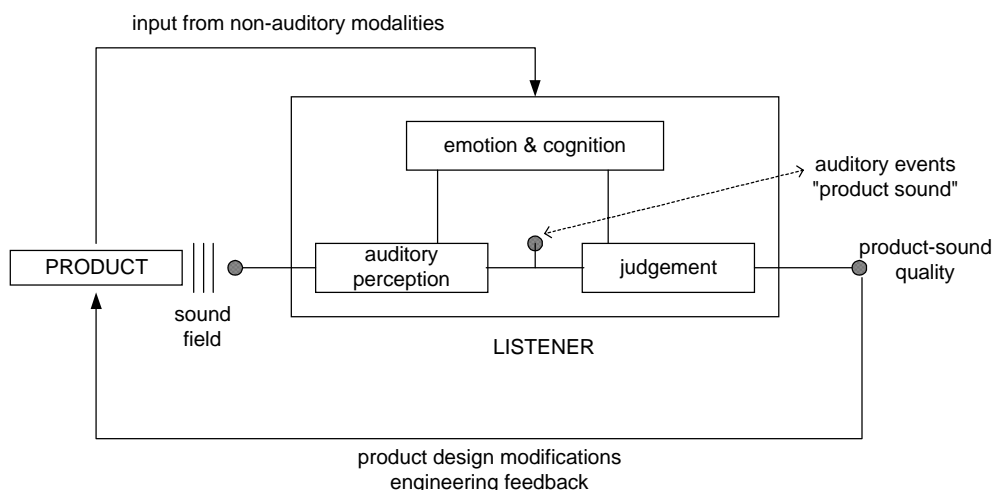 input from non-auditory modalities
emotion & cognition
auditory events
"product sound"
PRODUCT
auditory
perception
judgement
product-sound
quality
sound
field
LISTENER
product design modifications
engineering feedback